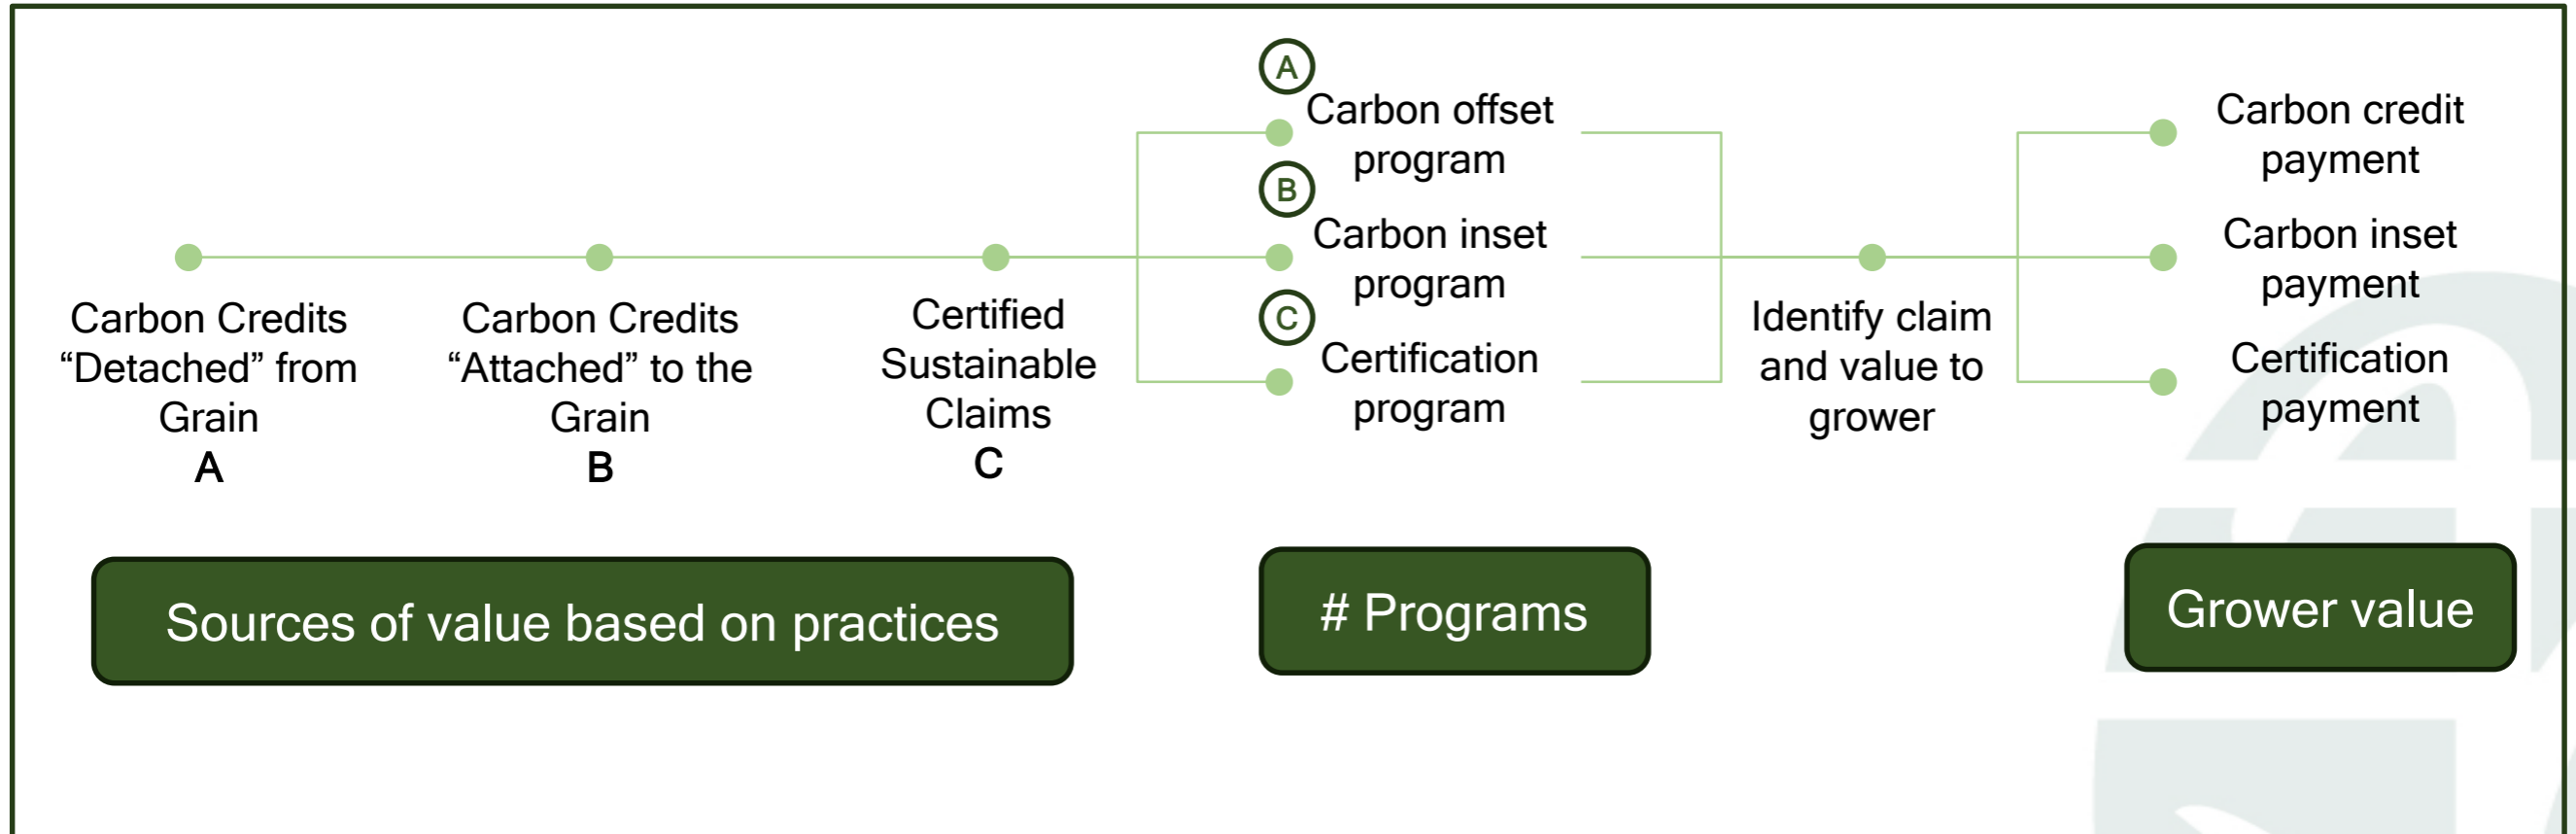 Carbon Credits
“Detached” from
Grain
A
Carbon Credits
“Attached” to the
Grain
B
Certified
Sustainable
Claims
C
A
Carbon offset
program
B
Carbon inset
program
C
Certification
program
Identify claim
and value to
grower
Carbon credit
payment
Carbon inset
payment
Certification
payment
Sources of value based on practices
# Programs
Grower value